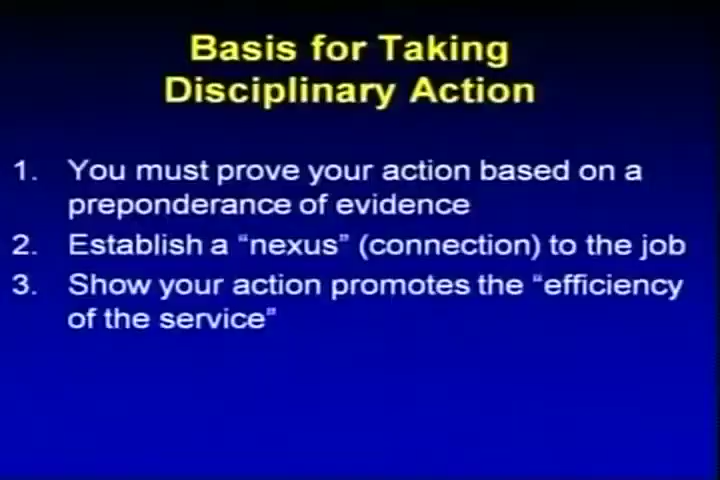 Basis for Taking
Disciplinary Action
1. You must prove your action based on a
preponderance of evidence
2. Establish a “nexus” (connection) to the job
3. Show your action promotes the “efficiency
of the service”